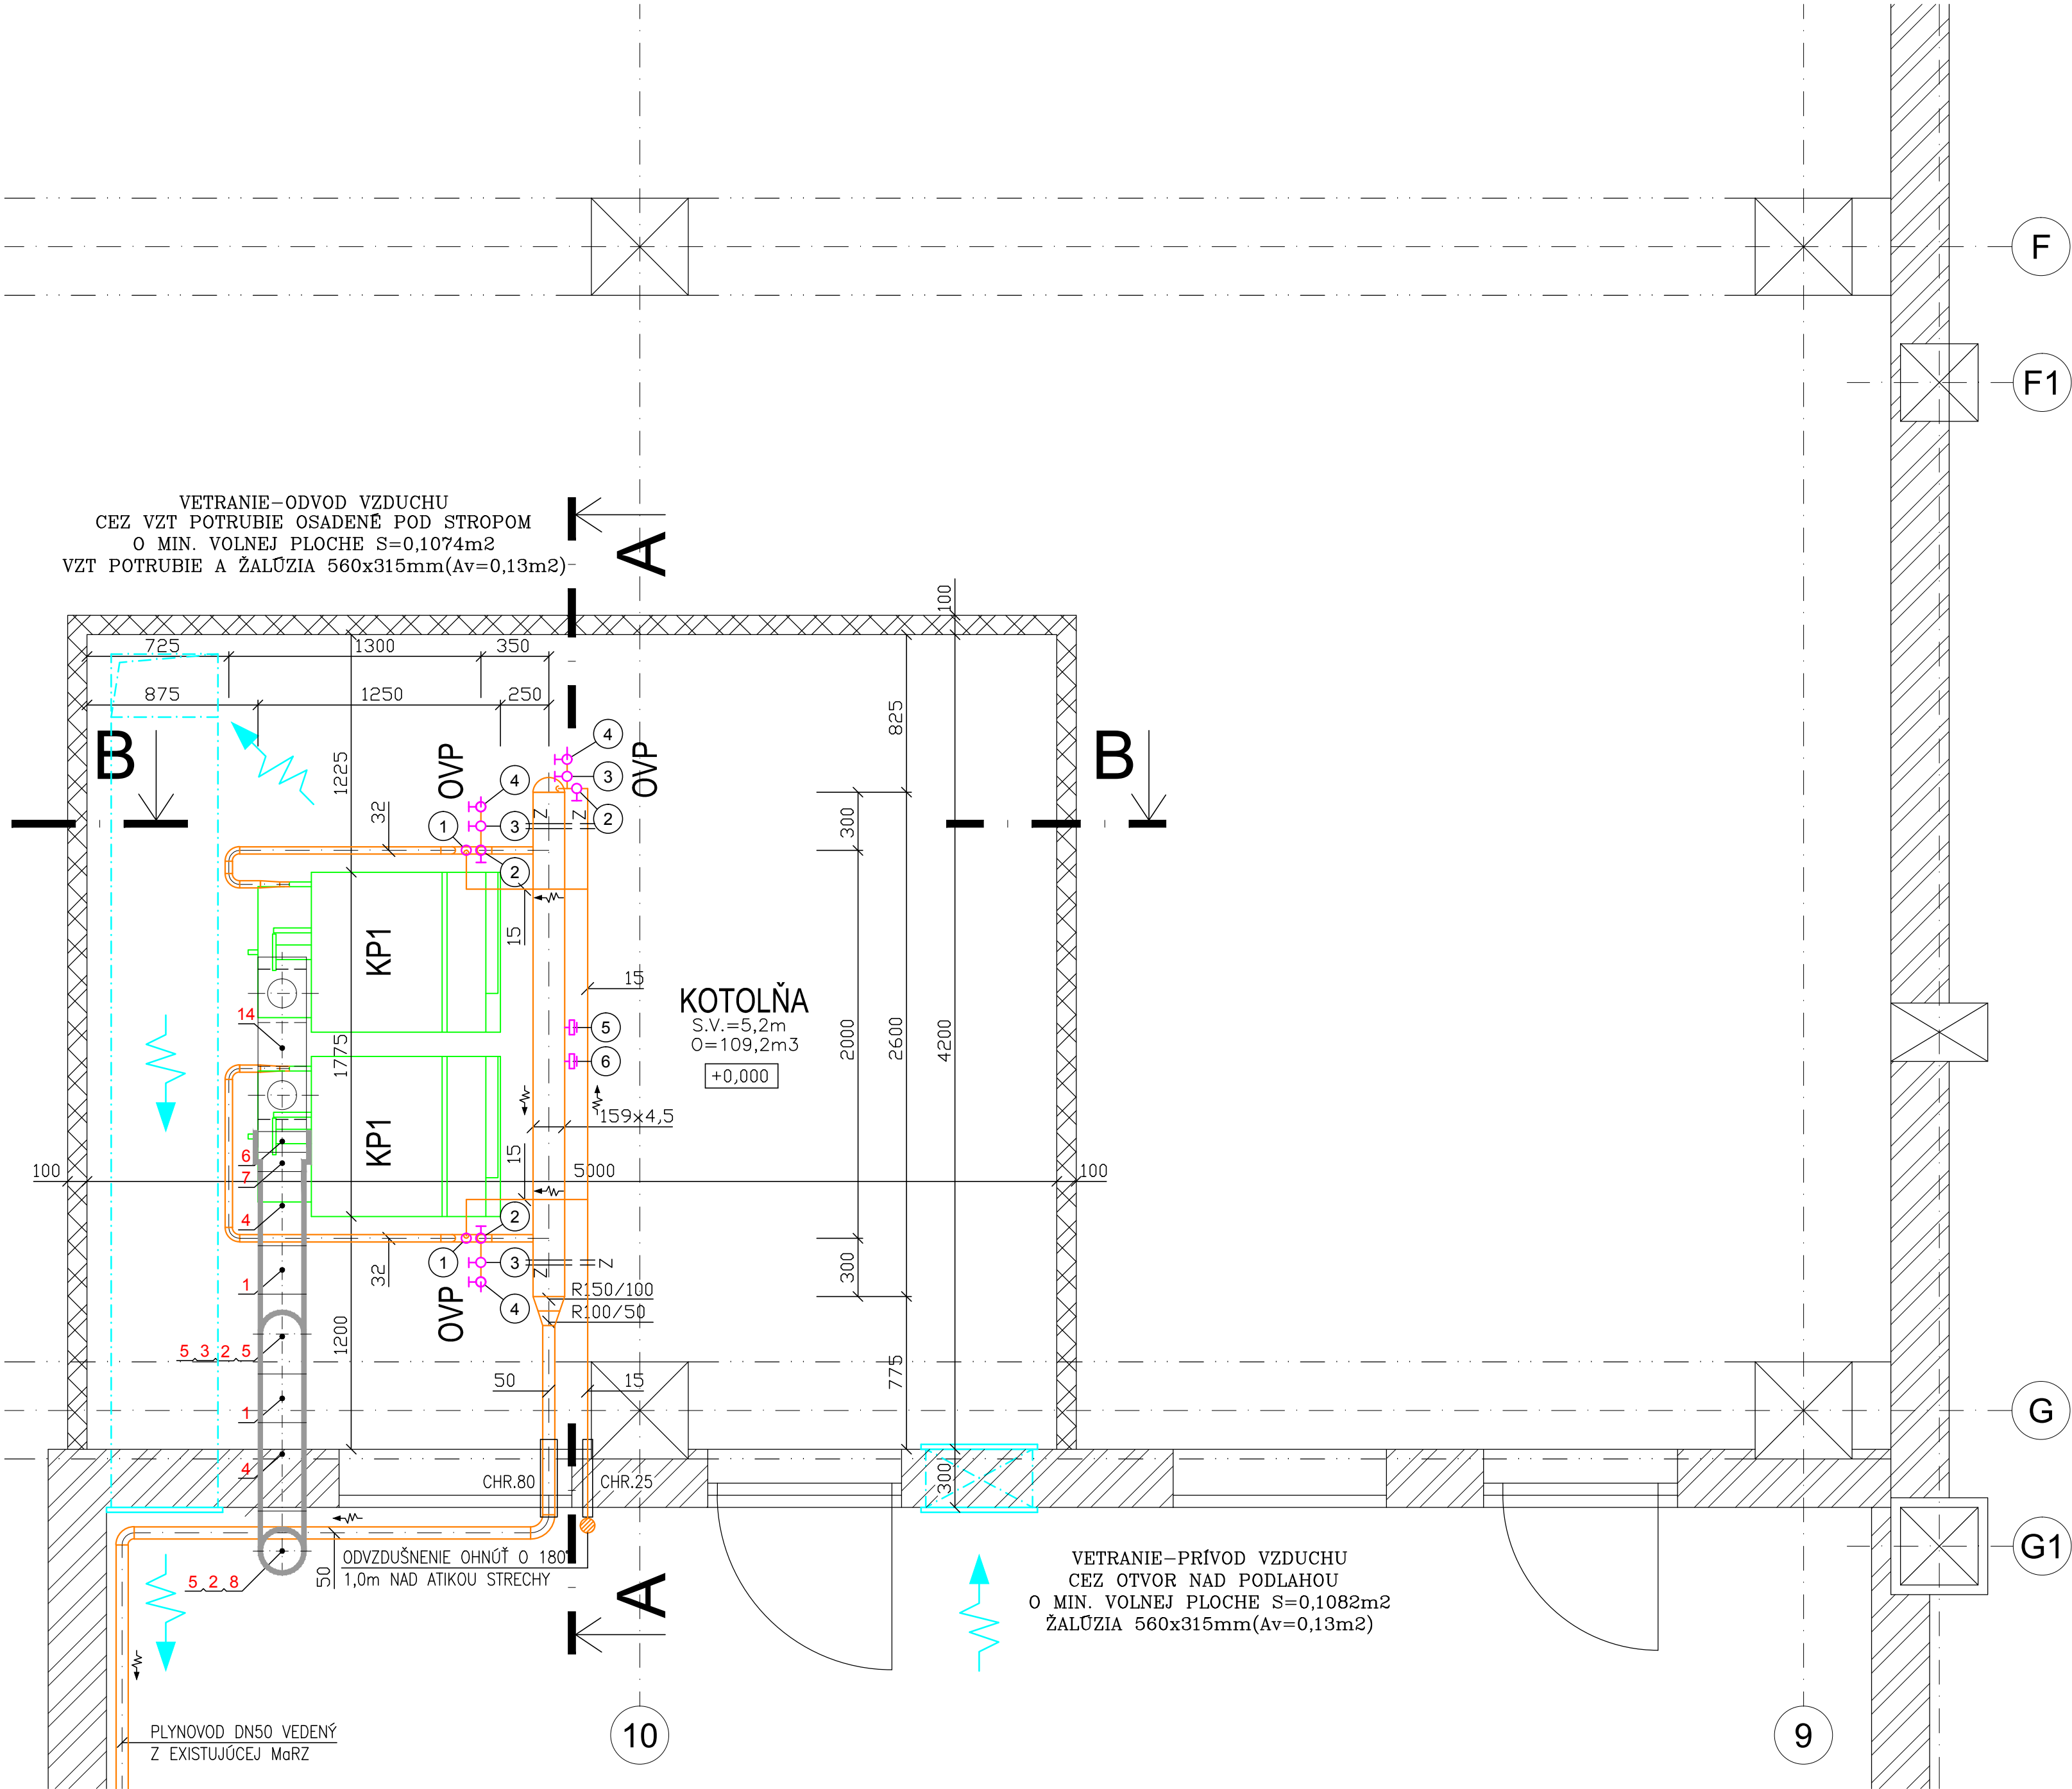 F
F1
VETRANIE-ODVOD VZDUCHU
CEZ VZT POTRUBIE OSADENÉ POD STROPOM
O MIN. VOLNEJ PLOCHE S=0,1074m2
VZT POTRUBIE A ŽALÚZIA 560x315mm(Av=0,13m2)
A
100
725
1300
350
875
1250
250
825
B
OVP
OVP
B
4
3
2
4
3
1
2
Z
Z
1225
32
300
15
KP1
15
KOTOLŇA
S.V.=5,2m
O=109,2m3
+0,000
5
6
14
1775
2000
2600
4200
159x4,5
KP1
15
6
7
4
100
5000
100
2
1
3
4
Z
Z
32
300
OVP
R150/100
R100/50
1
1200
5 3 2 5
50
15
775
G
1
4
CHR.80
CHR.25
300
ODVZDUŠNENIE OHNÚŤ O 180°
1,0m NAD ATIKOU STRECHY
50
5 2 8
A
VETRANIE-PRÍVOD VZDUCHU
CEZ OTVOR NAD PODLAHOU
O MIN. VOLNEJ PLOCHE S=0,1082m2
ŽALÚZIA 560x315mm(Av=0,13m2)
G1
PLYNOVOD DN50 VEDENÝ
Z EXISTUJÚCEJ MaRZ
10
9